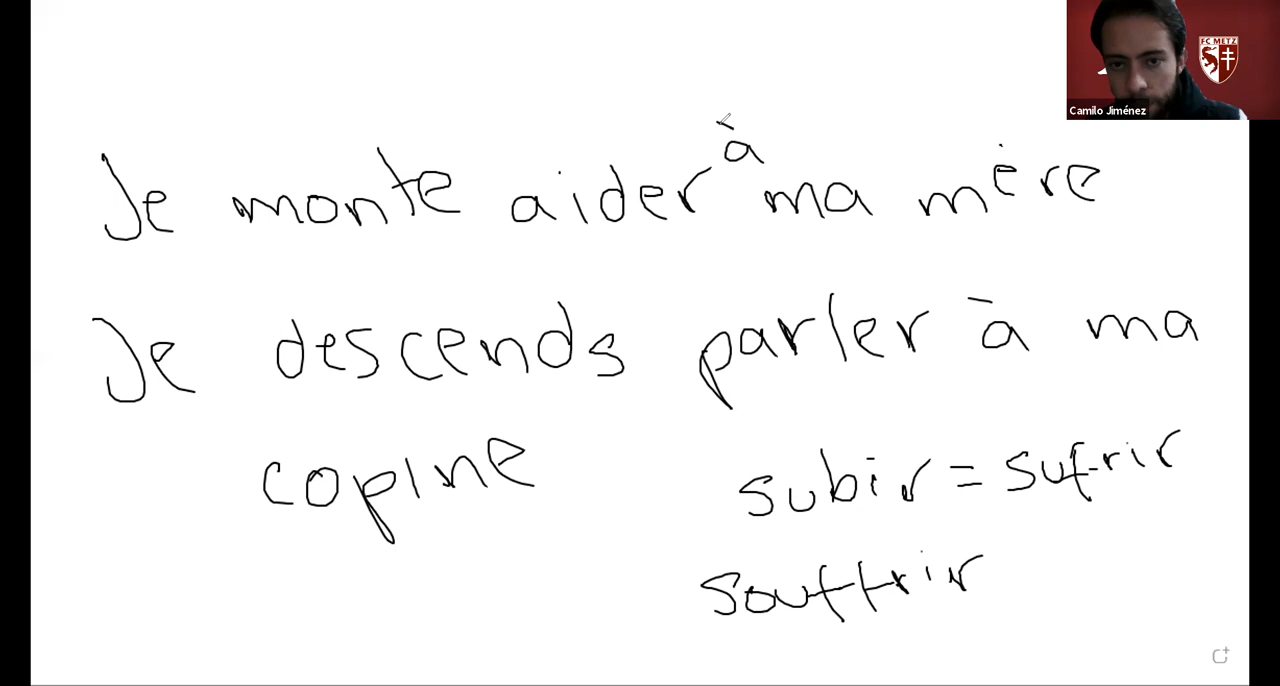 FC METZ
Camilo Jiménez
à
Je monte aider ma mère
Je descends parler à ma
copine
subir = sufrir
souffrir